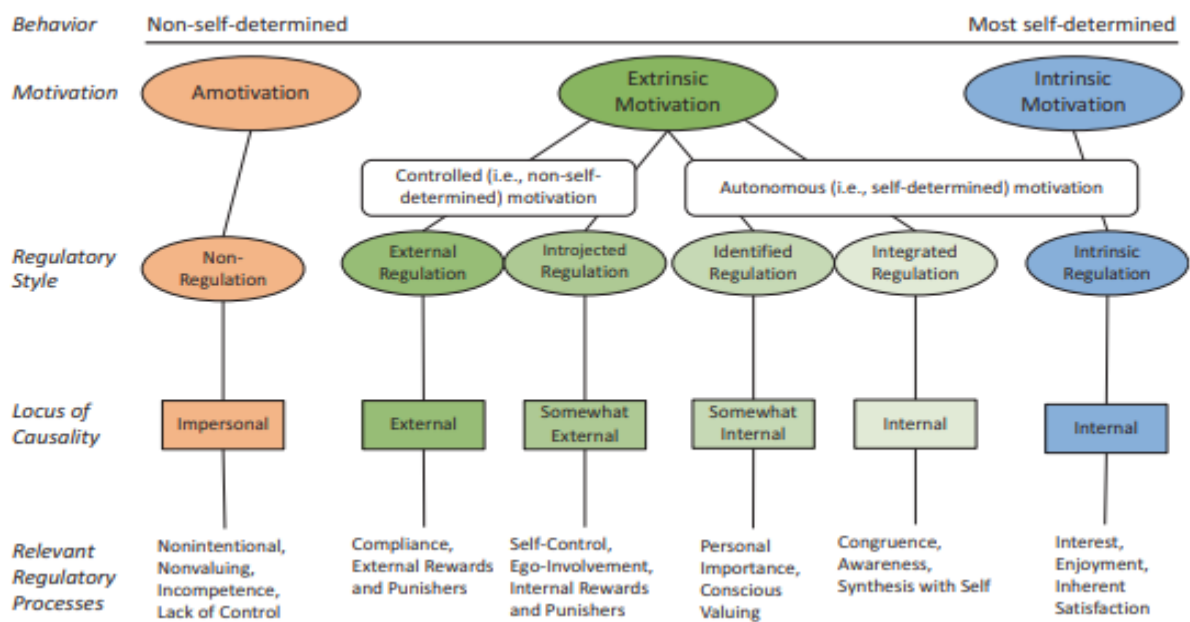 Behavior Non-self-determined Most self-determined
Motivation Amotivation Extrinsic Motivation Intrinsic Motivation
Controlled (i.e., non-self-
determined) motivation
Autonomous (i.e., self-determined) motivation
Regulatory
Style
Non-
Regulation
External
Regulation
Introjected
Regulation
Identified
Regulation
Integrated
Regulation
Intrinsic
Regulation
Locus of
Causality
Impersonal
External
Somewhat
External
Somewhat
Internal
Internal
Internal
Relevant
Regulatory
Processes
Nonintentional,
Nonvaluing,
Incompetence,
Lack of Control
Compliance,
External Rewards
and Punishers
Self-Control,
Ego-Involvement,
Internal Rewards
and Punishers
Personal
Importance,
Conscious
Valuing
Congruence,
Awareness,
Synthesis with Self
Interest,
Enjoyment,
Inherent
Satisfaction